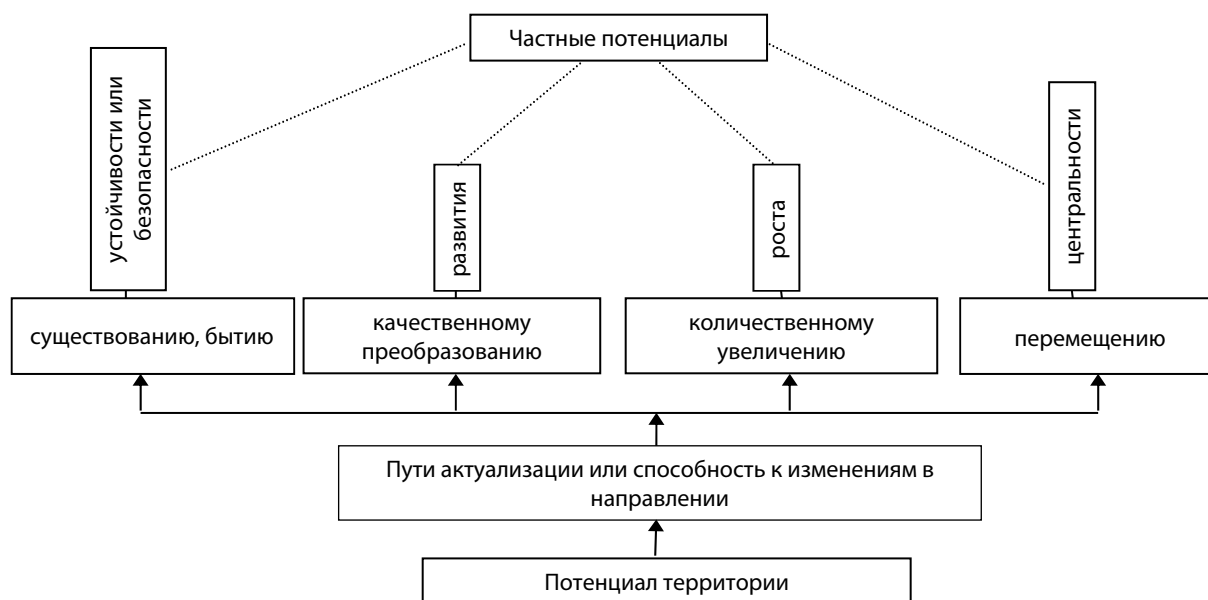 Частные потенциалы
устойчивости или
безопасности
развития
роста
центральности
существованию, бытию
качественному
преобразованию
количественному
увеличению
перемещению
Пути актуализации или способность к изменениям в
направлении
Потенциал территории